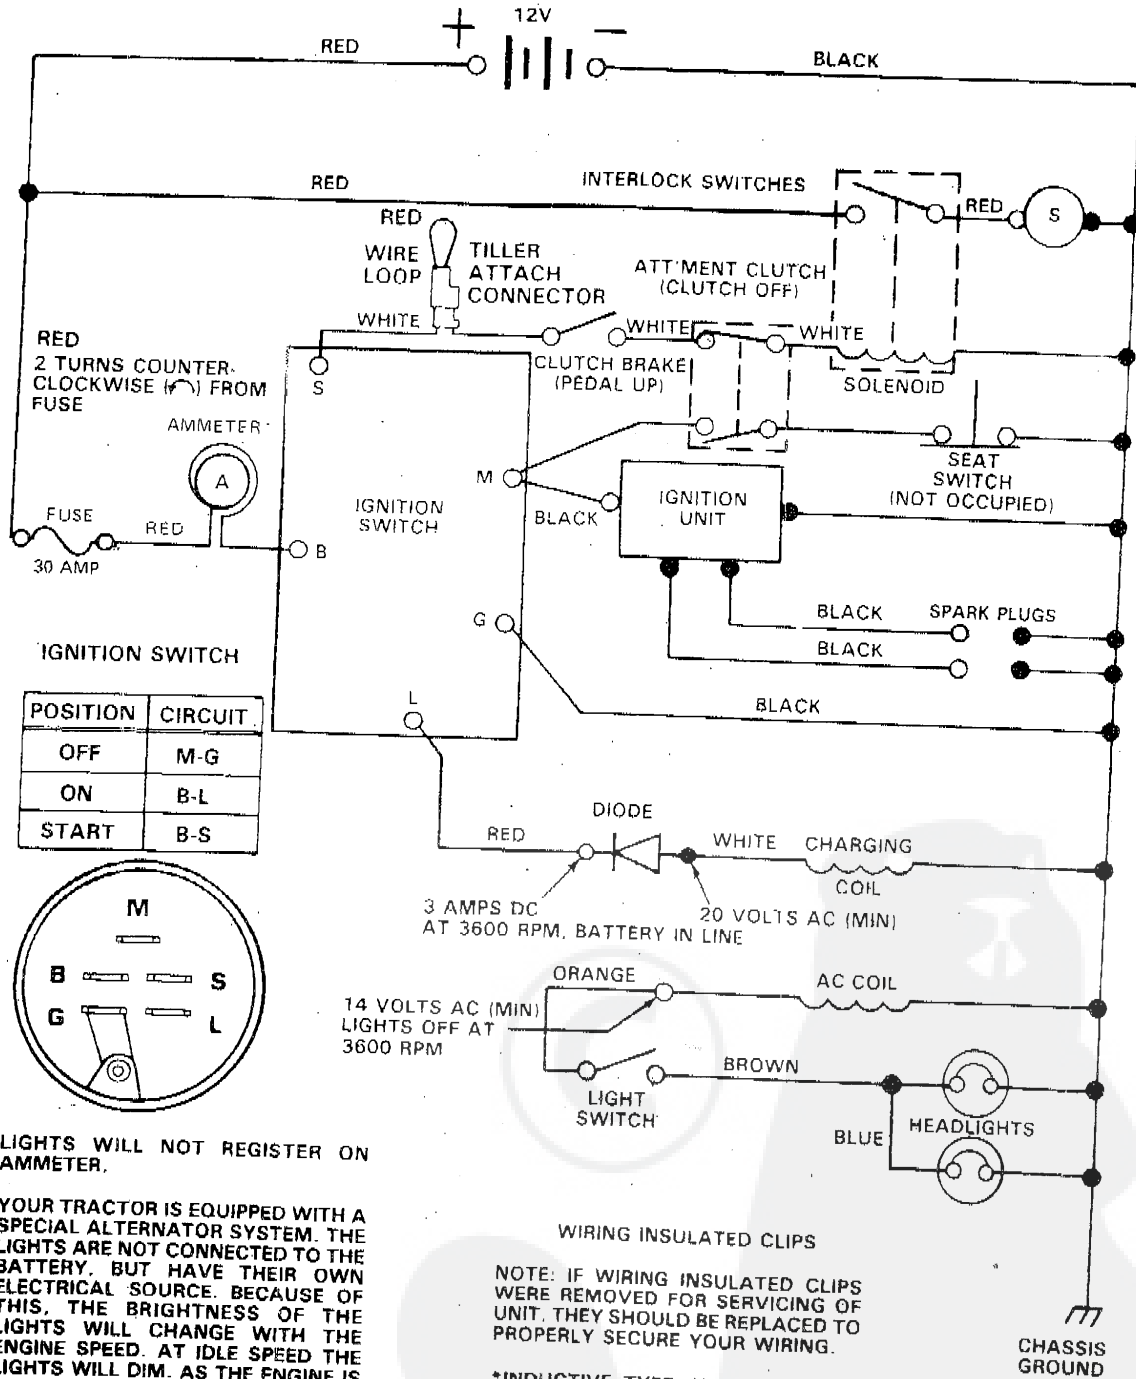 12V
+
−
RED
BLACK
RED
INTERLOCK SWITCHES
RED
S
RED
WIRE
LOOP
TILLER
ATTACH
CONNECTOR
ATT'MENT CLUTCH
(CLUTCH OFF)
WHITE
WHITE
WHITE
RED
2 TURNS COUNTER-
CLOCKWISE ( ) FROM
FUSE
S
CLUTCH BRAKE
(PEDAL UP)
SOLENOID
AMMETER
A
M
IGNITION
SWITCH
BLACK
IGNITION
UNIT
SEAT
SWITCH
(NOT OCCUPIED)
FUSE
RED
B
30 AMP
G
BLACK
SPARK PLUGS
BLACK
BLACK
L
IGNITION SWITCH
POSITION CIRCUIT
OFF M-G
ON B-L
START B-S
DIODE
RED
WHITE
CHARGING
COIL
3 AMPS DC
AT 3600 RPM, BATTERY IN LINE
20 VOLTS AC (MIN)
M
B
S
G
L
ORANGE
AC COIL
14 VOLTS AC (MIN)
LIGHTS OFF AT
3600 RPM
BROWN
LIGHT
SWITCH
BLUE
HEADLIGHTS
LIGHTS WILL NOT REGISTER ON
AMMETER.
YOUR TRACTOR IS EQUIPPED WITH A
SPECIAL ALTERNATOR SYSTEM. THE
LIGHTS ARE NOT CONNECTED TO THE
BATTERY, BUT HAVE THEIR OWN
ELECTRICAL SOURCE. BECAUSE OF
THIS, THE BRIGHTNESS OF THE
LIGHTS WILL CHANGE WITH THE
ENGINE SPEED. AT IDLE SPEED THE
LIGHTS WILL DIM. AS THE ENGINE IS
WIRING INSULATED CLIPS
NOTE: IF WIRING INSULATED CLIPS
WERE REMOVED FOR SERVICING OF
UNIT, THEY SHOULD BE REPLACED TO
PROPERLY SECURE YOUR WIRING.
CHASSIS
GROUND
©